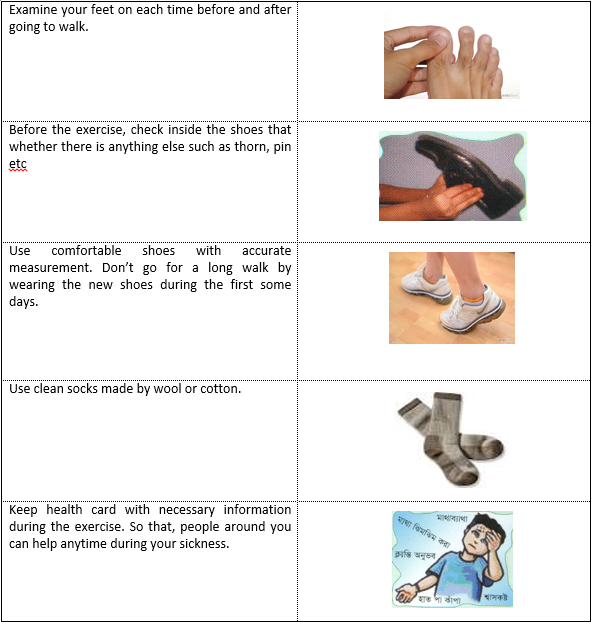 Examine your feet on each time before and after
going to walk.
Before the exercise, check inside the shoes that
whether there is anything else such as thorn, pin
etc
Use comfortable shoes with accurate
measurement. Don’t go for a long walk by
wearing the new shoes during the first some
days.
Use clean socks made by wool or cotton.
Keep health card with necessary information
during the exercise. So that, people around you
can help anytime during your sickness.
মাথাব্যাথা
মাথা ঝিমঝিম করা
ক্লান্তি অনুভব
হাত পা কাঁপা
শ্বাসকষ্ট